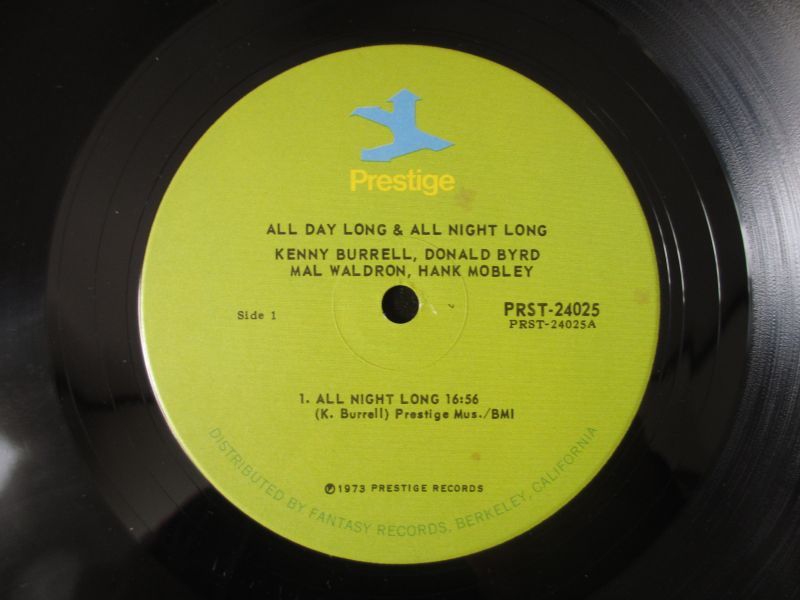 Prestige
ALL DAY LONG & ALL NIGHT LONG
KENNY BURRELL, DONALD BYRD
MAL WALDRON, HANK MOBLEY
Side 1
PRST-24025
PRST-24025A
1. ALL NIGHT LONG 16:56
(K. Burrell) Prestige Mus./BMI
℗1973 PRESTIGE RECORDS
DISTRIBUTED BY FANTASY RECORDS, BERKELEY, CALIFORNIA